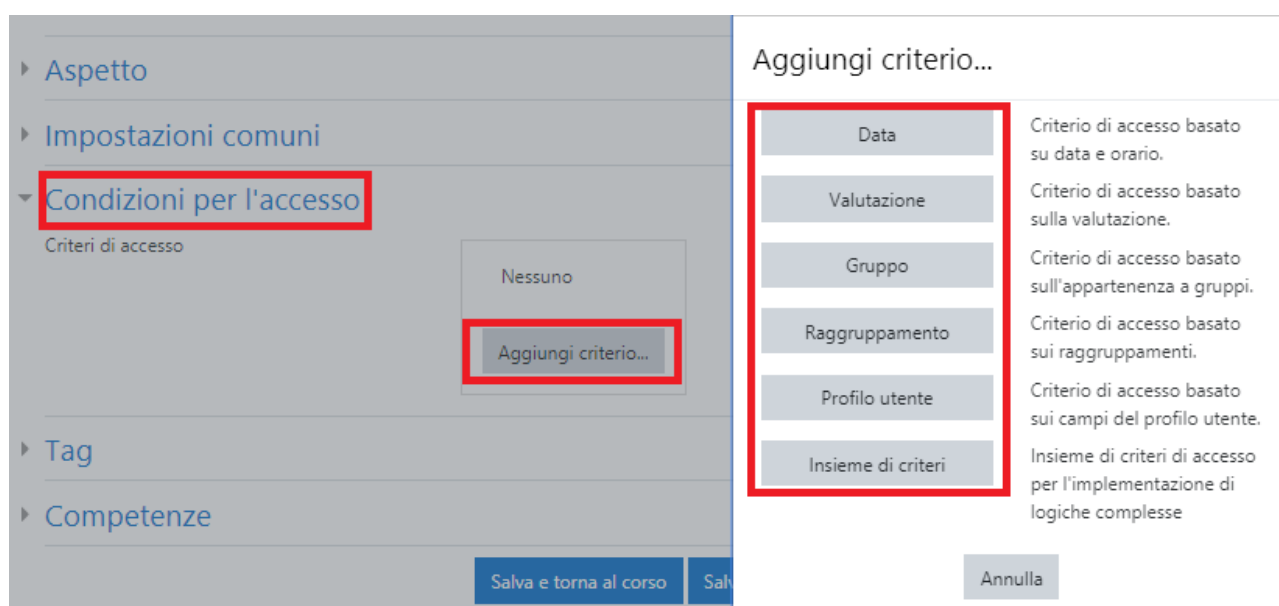 Aspetto
Impostazioni comuni
Condizioni per l'accesso
Criteri di accesso
Nessuno
Aggiungi criterio...
Tag
Competenze
Salva e torna al corso
Aggiungi criterio...
Data
Criterio di accesso basato
su data e orario.
Valutazione
Criterio di accesso basato
sulla valutazione.
Gruppo
Criterio di accesso basato
sull'appartenenza a gruppi.
Raggruppamento
Criterio di accesso basato
sui raggruppamenti.
Profilo utente
Criterio di accesso basato
sui campi del profilo utente.
Insieme di criteri
Insieme di criteri di accesso
per l'implementazione di
logiche complesse
Annulla